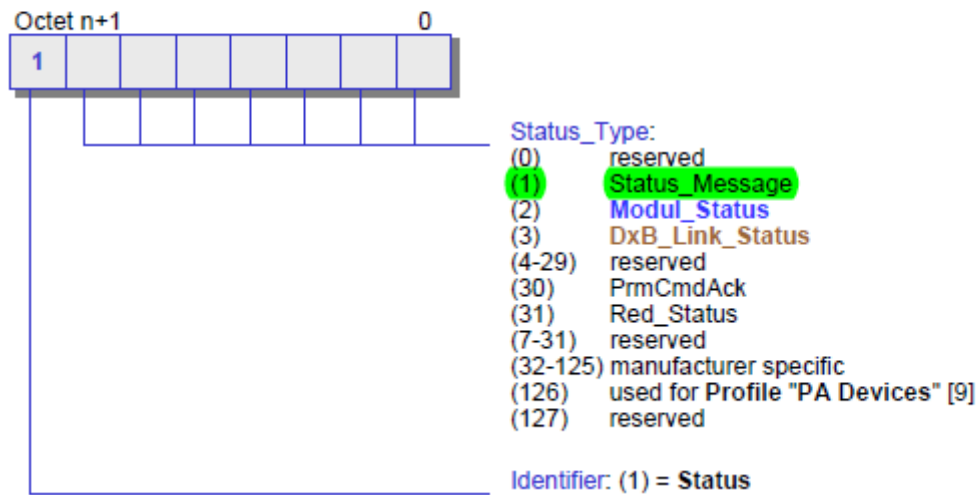 Octet n+1 0
1
Status_Type:
(0) reserved
(1) Status_Message
(2) Modul_Status
(3) DxB_Link_Status
(4-29) reserved
(30) PrmCmdAck
(31) Red_Status
(7-31) reserved
(32-125) manufacturer specific
(126) used for Profile "PA Devices" [9]
(127) reserved
Identifier: (1) = Status